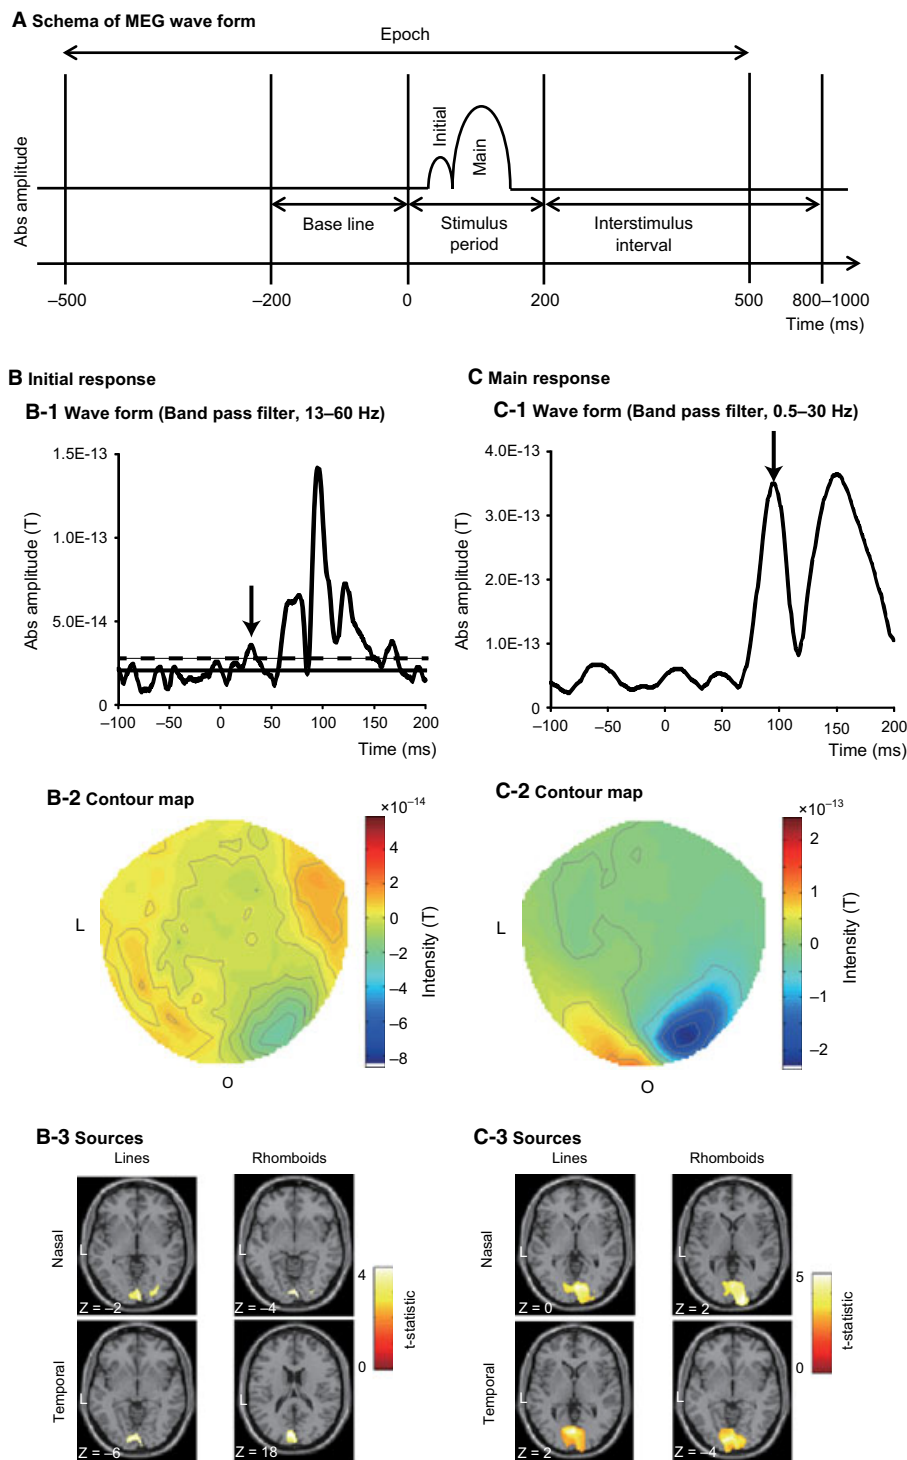 A Schema of MEG wave form
Epoch
Abs amplitude
Initial
Main
Base line
Stimulus
period
Interstimulus
interval
–500
–200
0
200
500
800–1000
Time (ms)
B Initial response
B-1 Wave form (Band pass filter, 13–60 Hz)
Abs amplitude (T)
1.5E-13
1.0E-13
5.0E-14
0
–100
–50
0
50
100
150
200
Time (ms)
C Main response
C-1 Wave form (Band pass filter, 0.5–30 Hz)
Abs amplitude (T)
4.0E-13
3.0E-13
2.0E-13
1.0E-13
0
–100
–50
0
50
100
150
200
Time (ms)
B-2 Contour map
×10–14
4
2
0
–2
–4
–6
–8
Intensity (T)
L
O
C-2 Contour map
×10–13
2
1
0
–1
–2
Intensity (T)
L
O
B-3 Sources
Lines
Rhomboids
Nasal
L
Z = –2
L
Z = –4
Temporal
L
Z = –6
L
Z = 18
4
0
t-statistic
C-3 Sources
Lines
Rhomboids
Nasal
L
Z = 0
L
Z = 2
Temporal
L
Z = 2
L
Z = –4
5
0
t-statistic